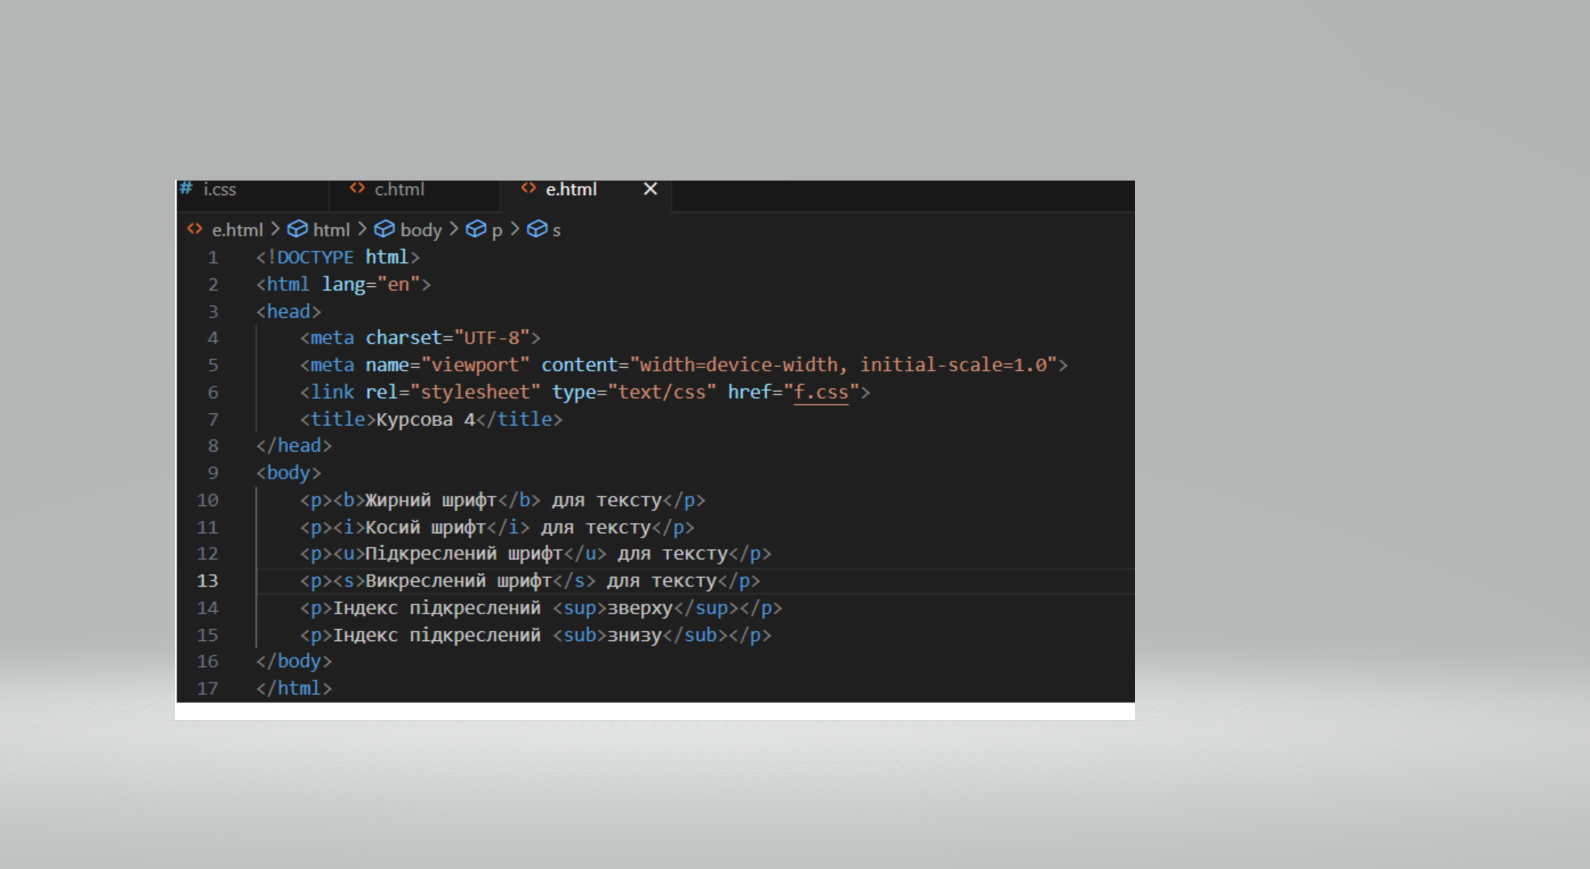 # i.css <> c.html <> e.html ×
<> e.html > html > body > p > s
1 <!DOCTYPE html>
2 <html lang="en">
3 <head>
4 <meta charset="UTF-8">
5 <meta name="viewport" content="width=device-width, initial-scale=1.0">
6 <link rel="stylesheet" type="text/css" href="f.css">
7 <title>Курсова 4</title>
8 </head>
9 <body>
10 <p><b>Жирний шрифт</b> для тексту</p>
11 <p><i>Косий шрифт</i> для тексту</p>
12 <p><u>Підкреслений шрифт</u> для тексту</p>
13 <p><s>Викреслений шрифт</s> для тексту</p>
14 <p>Індекс підкреслений <sup>зверху</sup></p>
15 <p>Індекс підкреслений <sub>знизу</sub></p>
16 </body>
17 </html>